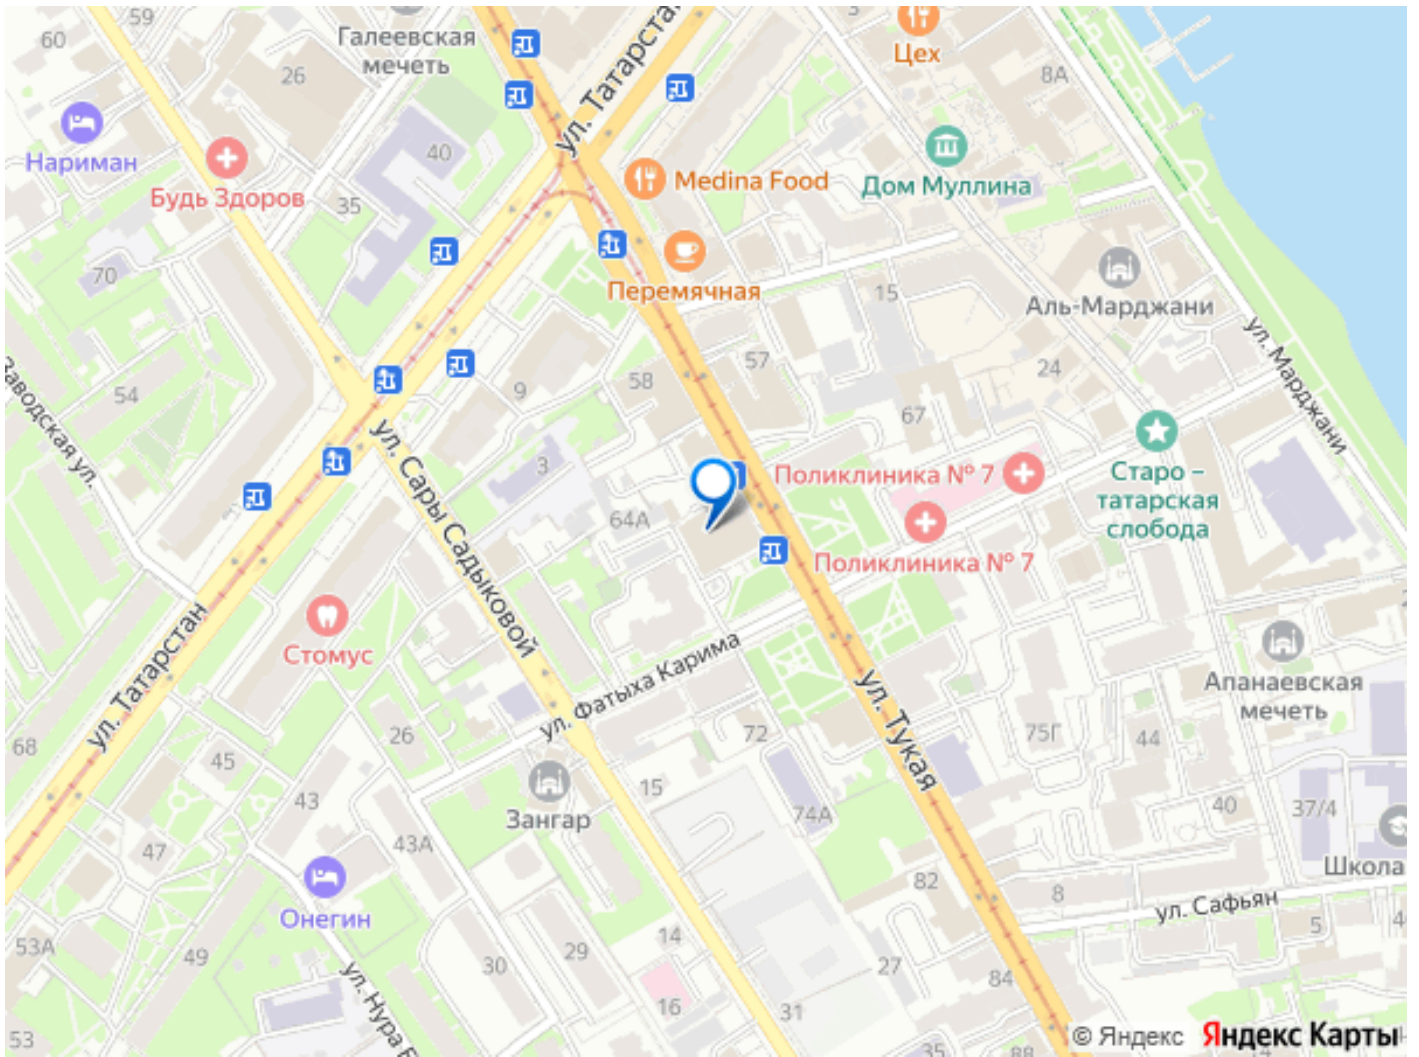 59
60
Галеевская
мечеть
ул. Татарстан
3
Цех
8А
26
Нариман
40
Будь Здоров
35
Medina Food
Дом Муллина
70
Перемячная
15
Аль-Марджани
ул. Марджани
Заводская ул.
54
9
58
57
24
67
ул. Сары Садыковой
3
64А
Поликлиника № 7
Поликлиника № 7
Старо –
татарская
слобода
ул. Татарстан
Стомус
ул. Фатыха Карима
ул. Тукая
Апанаевская
мечеть
68
45
26
72
75Г
44
43
Зангар
15
74А
40
37/4
47
43А
Школа
82
8
ул. Сафьян
5
Онегин
53А
49
ул. Нура
30
29
14
16
27
84
31
53
35
88
© Яндекс
Яндекс Карты